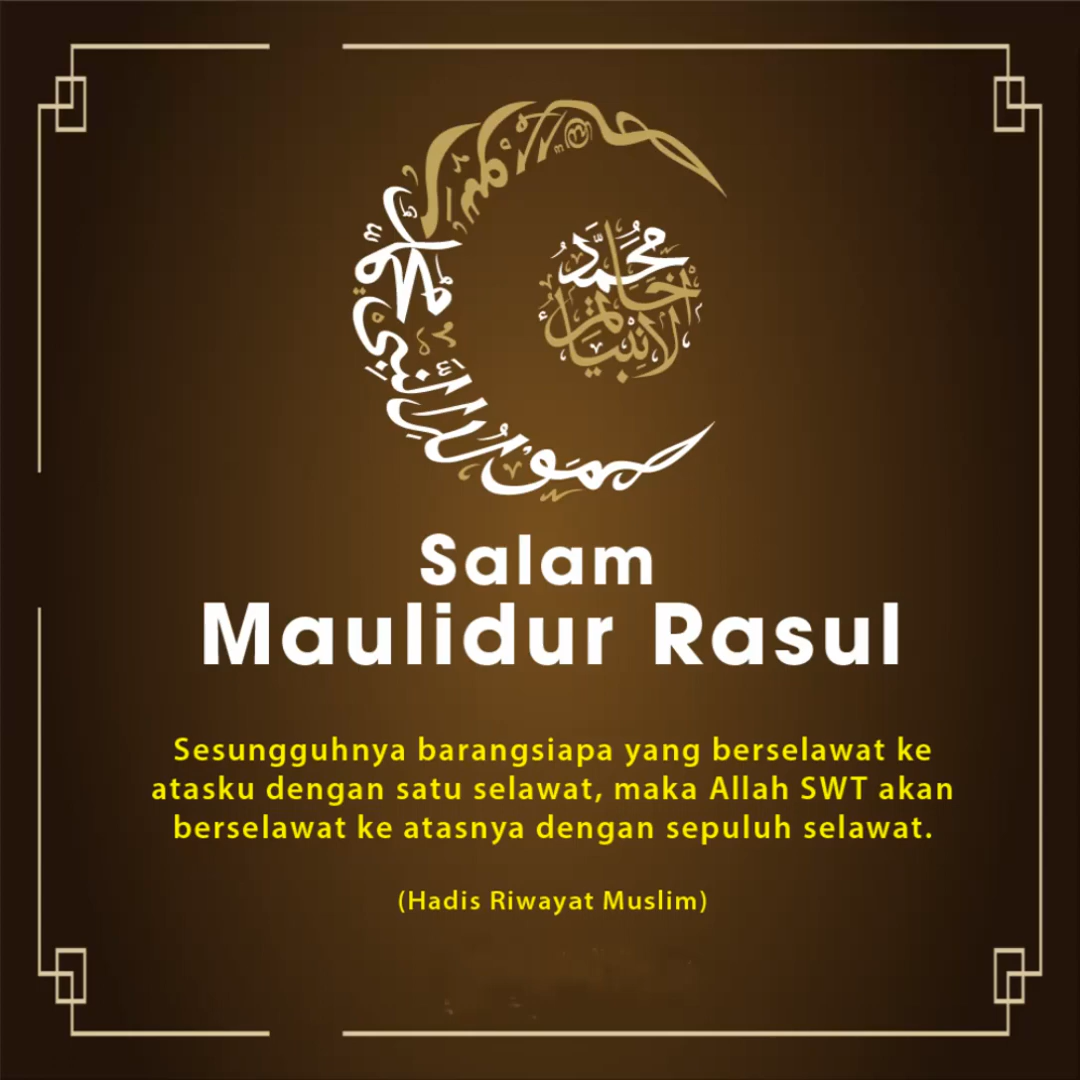 محمد
خاتم
الانبياء
Salam
Maulidur Rasul
Sesungguhnya barangsiapa yang berselawat ke
atasku dengan satu selawat, maka Allah SWT akan
berselawat ke atasnya dengan sepuluh selawat.
(Hadis Riwayat Muslim)